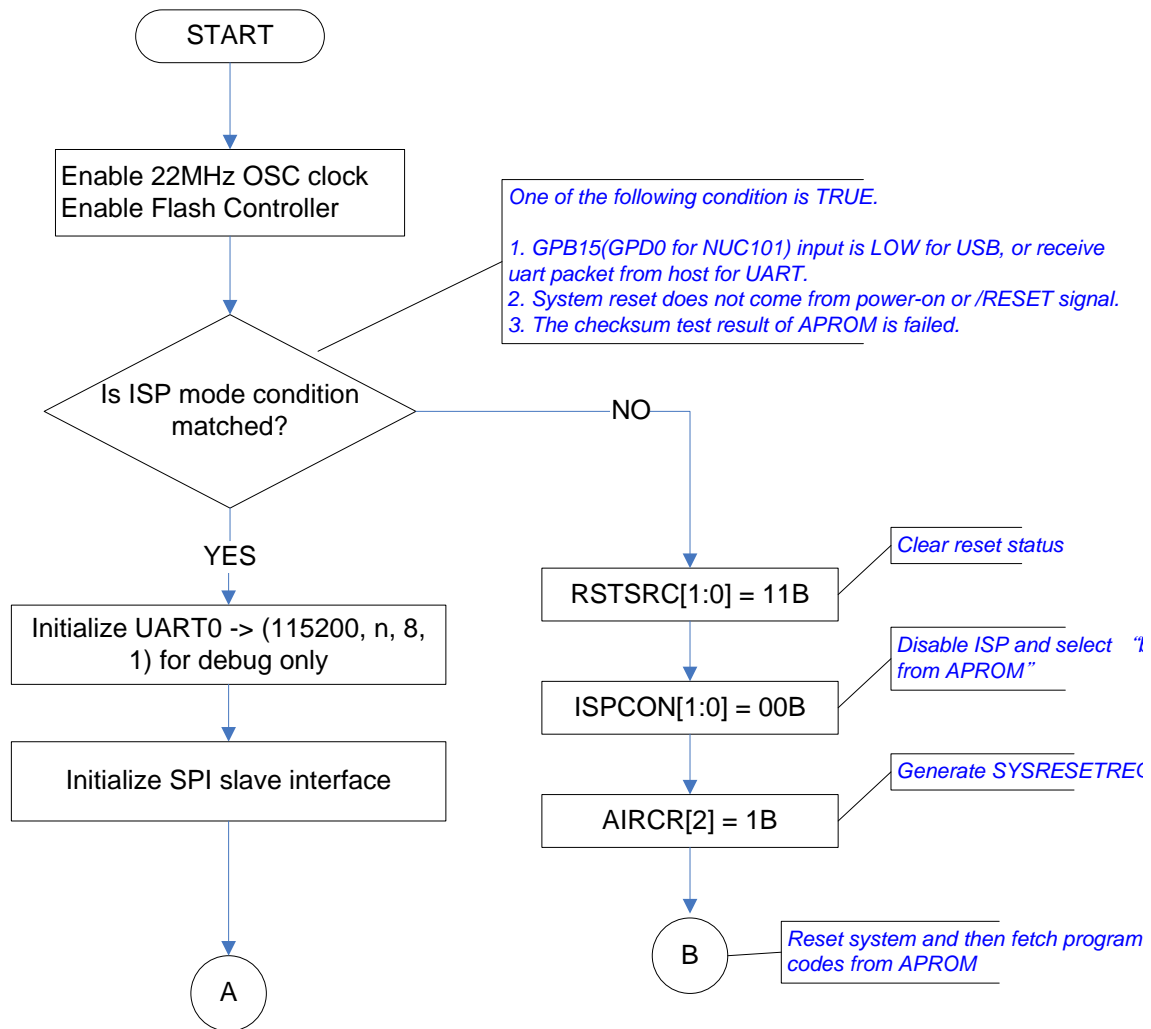 START
Enable 22MHz OSC clock
Enable Flash Controller
One of the following condition is TRUE.
1. GPB15(GPD0 for NUC101) input is LOW for USB, or receive
uart packet from host for UART.
2. System reset does not come from power-on or /RESET signal.
3. The checksum test result of APROM is failed.
Is ISP mode condition
matched?
NO
YES
Clear reset status
RSTSRC[1:0] = 11B
Initialize UART0 -> (115200, n, 8,
1) for debug only
Disable ISP and select
from APROM”
ISPCON[1:0] = 00B
Initialize SPI slave interface
Generate
AIRCR[2] = 1B
A
B
Reset system and then fetch program
codes from APROM